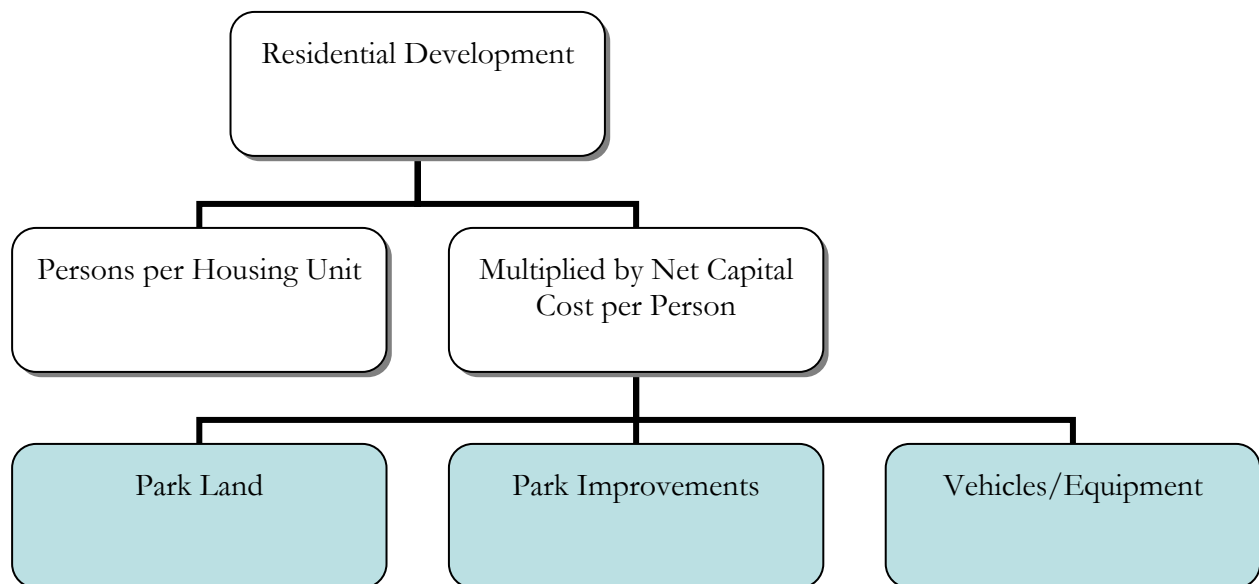 Residential Development
Persons per Housing Unit
Multiplied by Net Capital
Cost per Person
Park Land
Park Improvements
Vehicles/Equipment